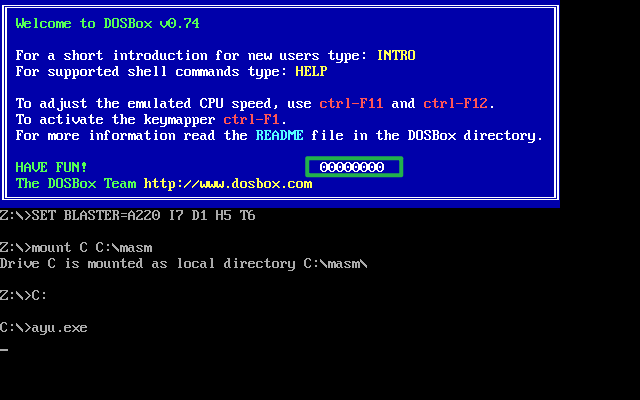 Welcome to DOSBox v0.74
For a short introduction for new users type: INTRO
For supported shell commands type: HELP
To adjust the emulated CPU speed, use ctrl-F11 and ctrl-F12.
To activate the keymapper ctrl-F1.
For more information read the README file in the DOSBox directory.
HAVE FUN! 00000000
The DOSBox Team http://www.dosbox.com
Z:\>SET BLASTER=A220 I7 D1 H5 T6
Z:\>mount C C:\masm
Drive C is mounted as local directory C:\masm\
Z:\>C:
C:\>ayu.exe
_